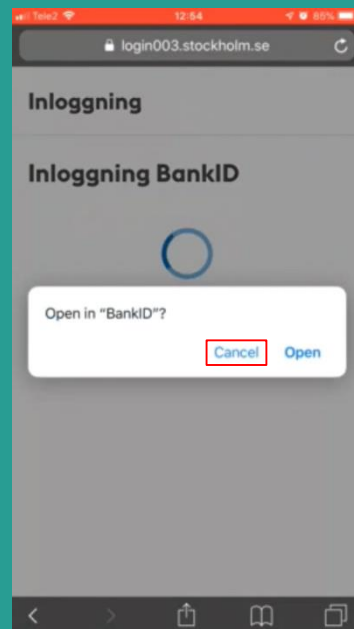 Tele2 12:54 85%
login003.stockholm.se
Inloggning
Inloggning BankID
Open in “BankID”?
Cancel Open